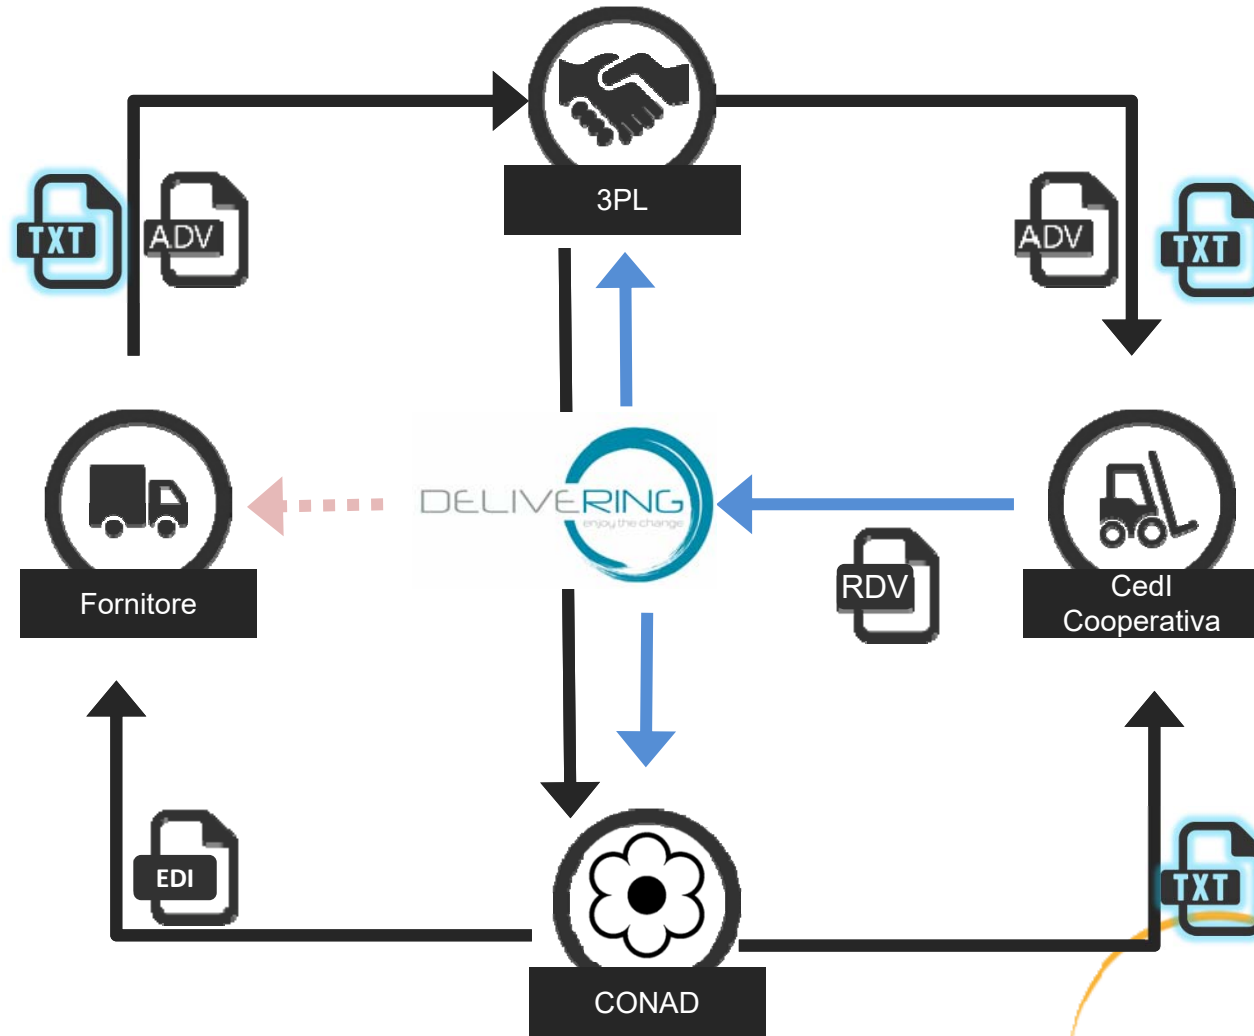 3PL
TXT
ADV
ADV
TXT
DELIVERING
enjoy the change
Fornitore
RDV
CedI
Cooperativa
EDI
TXT
CONAD